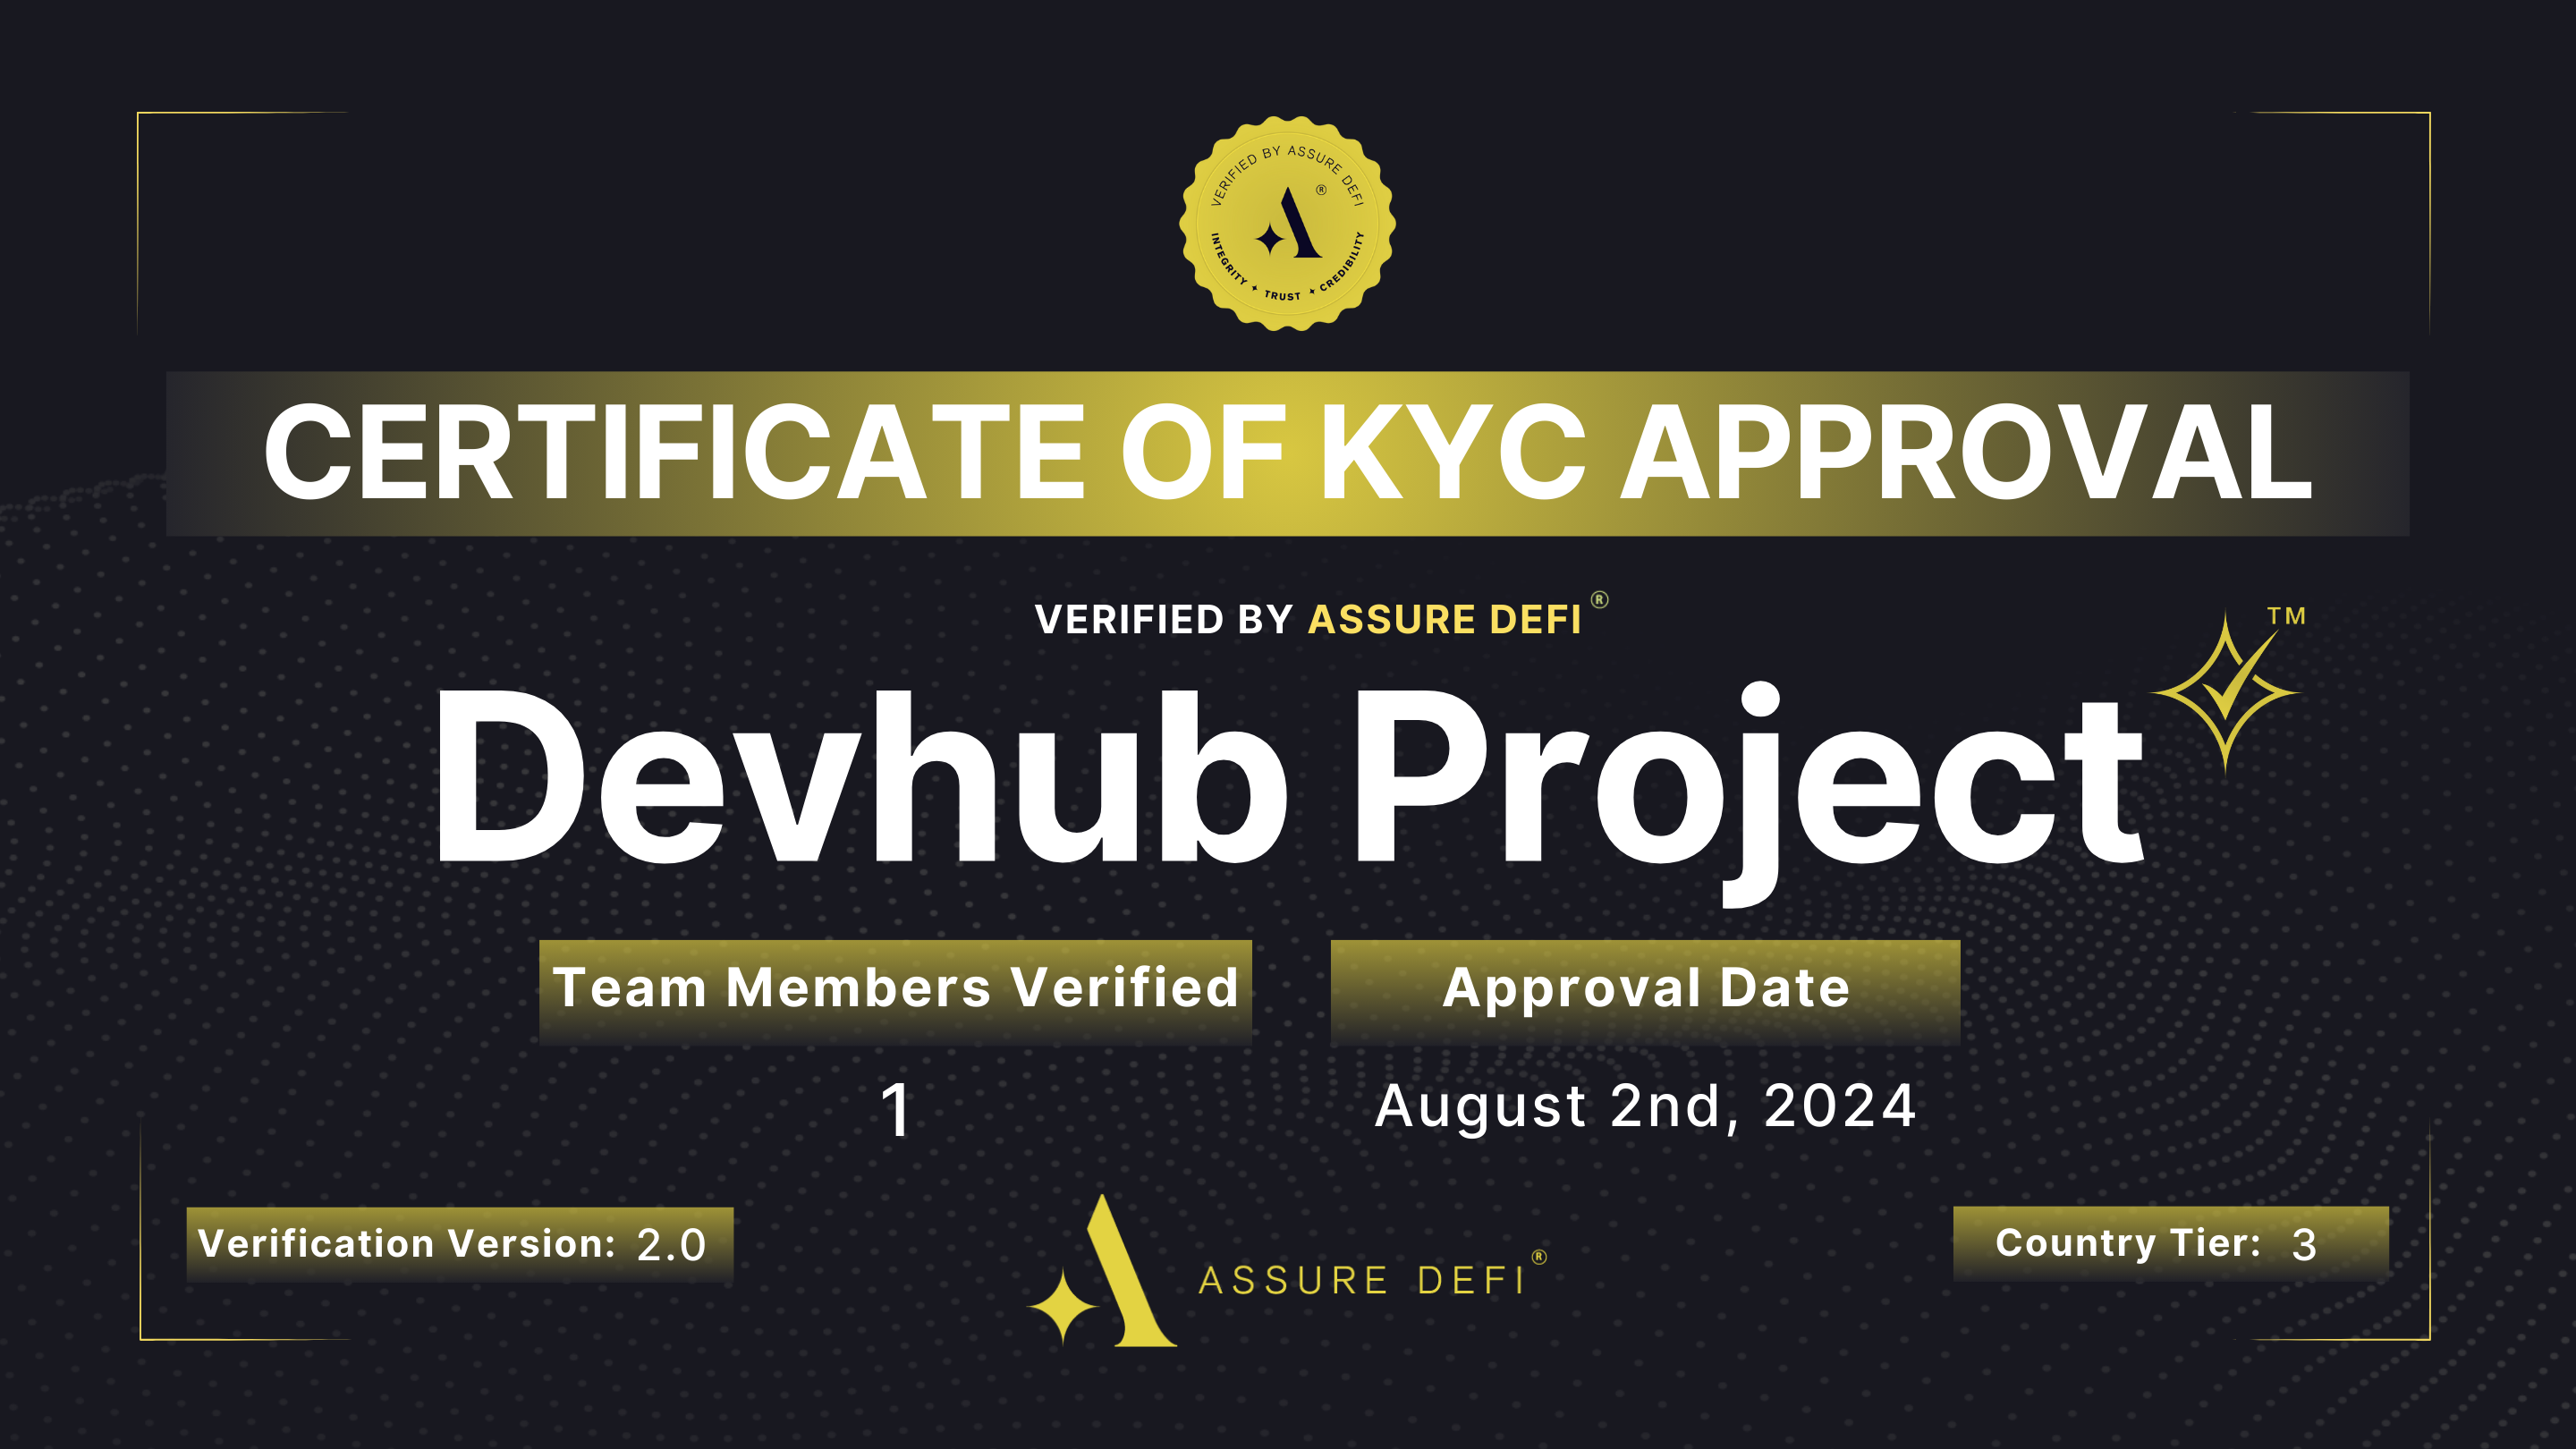 VERIFIED BY ASSURE DEFI
A ®
INTEGRITY ✦ TRUST ✦ CREDIBILITY
CERTIFICATE OF KYC APPROVAL
VERIFIED BY ASSURE DEFI ®
Devhub Project TM
Team Members Verified
1
Approval Date
August 2nd, 2024
Verification Version: 2.0
ASSURE DEFI ®
Country Tier: 3